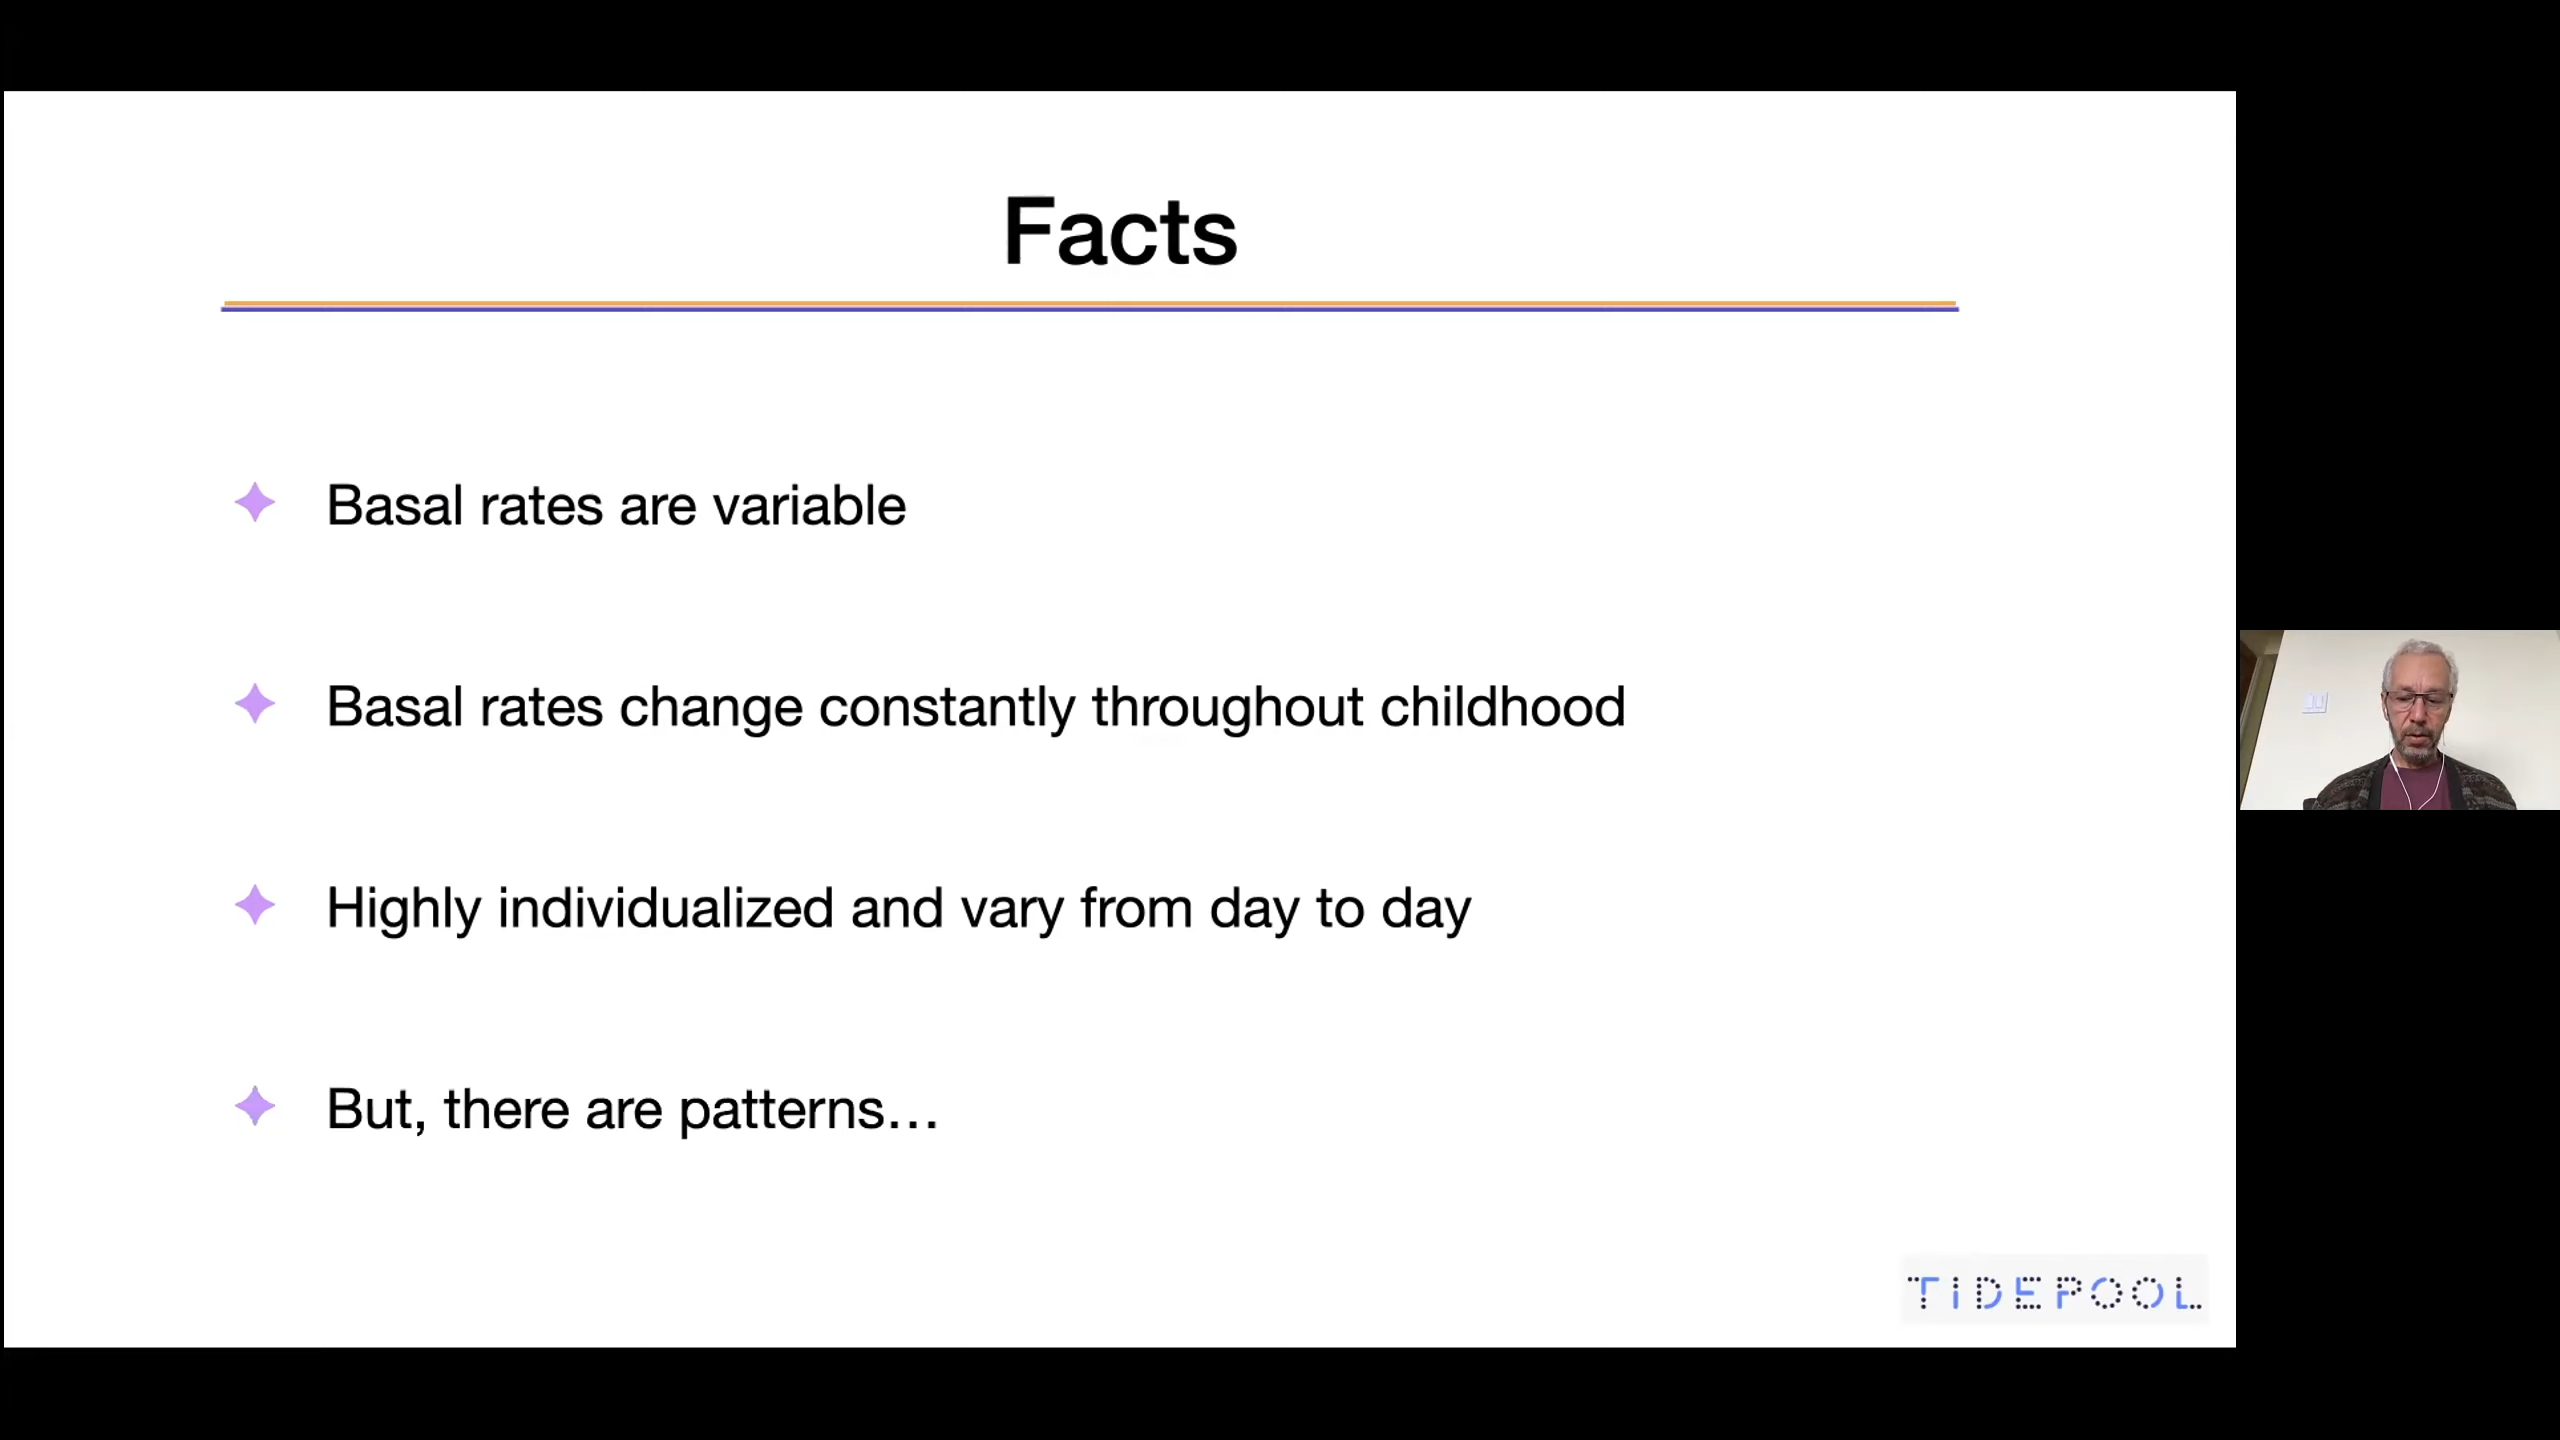 Facts
Basal rates are variable
Basal rates change constantly throughout childhood
Highly individualized and vary from day to day
But, there are patterns…
TIDEPOOL